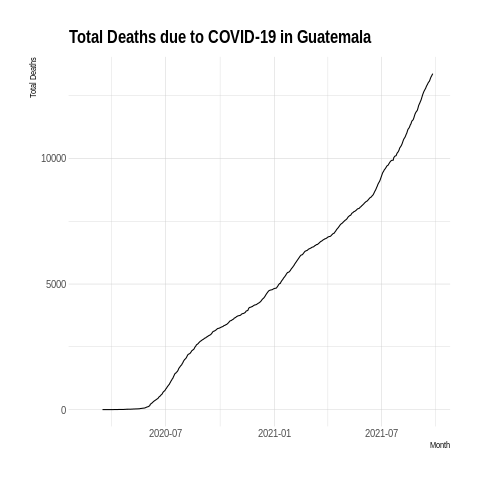 Total Deaths due to COVID-19 in Guatemala
Total Deaths
10000
5000
0
2020-07
2021-01
2021-07
Month